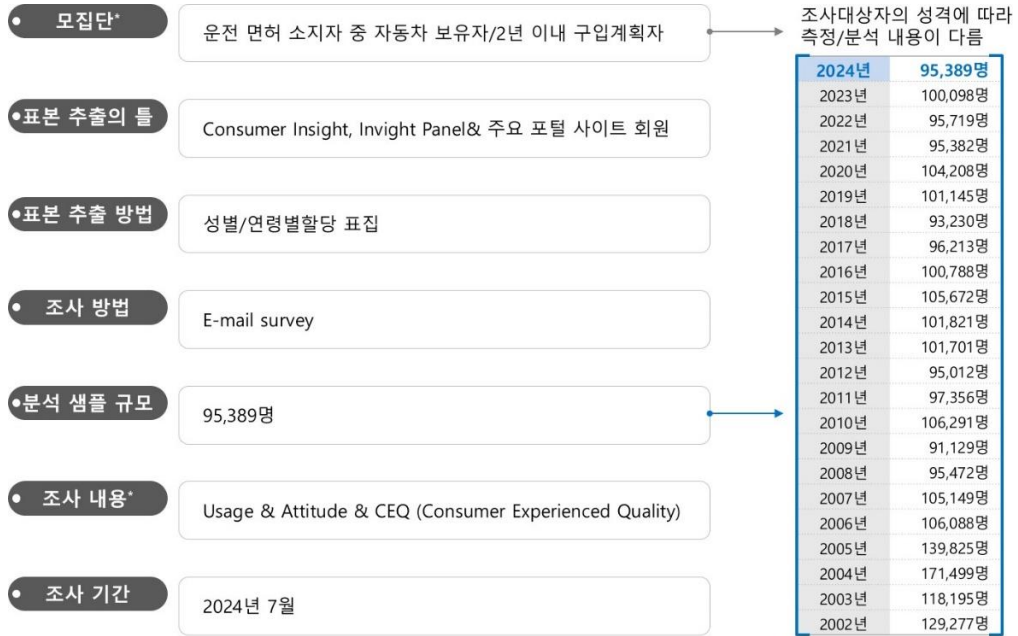 모집단*
운전 면허 소지자 중 자동차 보유자/2년 이내 구입계획자
조사대상자의 성격에 따라
측정/분석 내용이 다름
•표본 추출의 틀
Consumer Insight, Invight Panel& 주요 포털 사이트 회원
•표본 추출 방법
성별/연령별할당 표집
• 조사 방법
E-mail survey
•분석 샘플 규모
95,389명
• 조사 내용*
Usage & Attitude & CEQ (Consumer Experienced Quality)
• 조사 기간
2024년 7월
2024년 95,389명
2023년 100,098명
2022년 95,719명
2021년 95,382명
2020년 104,208명
2019년 101,145명
2018년 93,230명
2017년 96,213명
2016년 100,788명
2015년 105,672명
2014년 101,821명
2013년 101,701명
2012년 95,012명
2011년 97,356명
2010년 106,291명
2009년 91,129명
2008년 95,472명
2007년 105,149명
2006년 106,088명
2005년 139,825명
2004년 171,499명
2003년 118,195명
2002년 129,277명